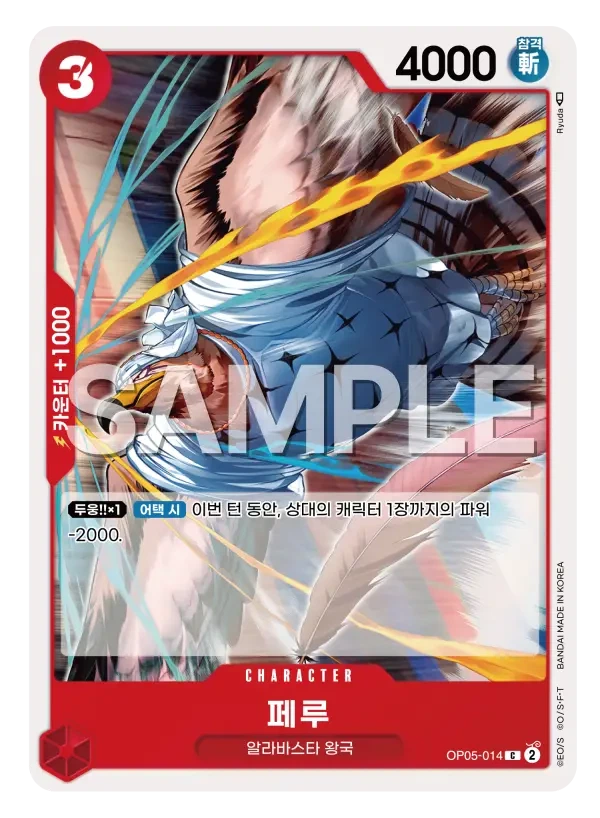 3
4000
참격
斬
Ryuda
카운터 +1000
SAMPLE
두웅!!×1 어택 시 이번 턴 동안, 상대의 캐릭터 1장까지의 파워
-2000.
CHARACTER
페루
알라바스타 왕국
OP05-014 C 2
©EO/S ©O/S·F·T BANDAI MADE IN KOREA